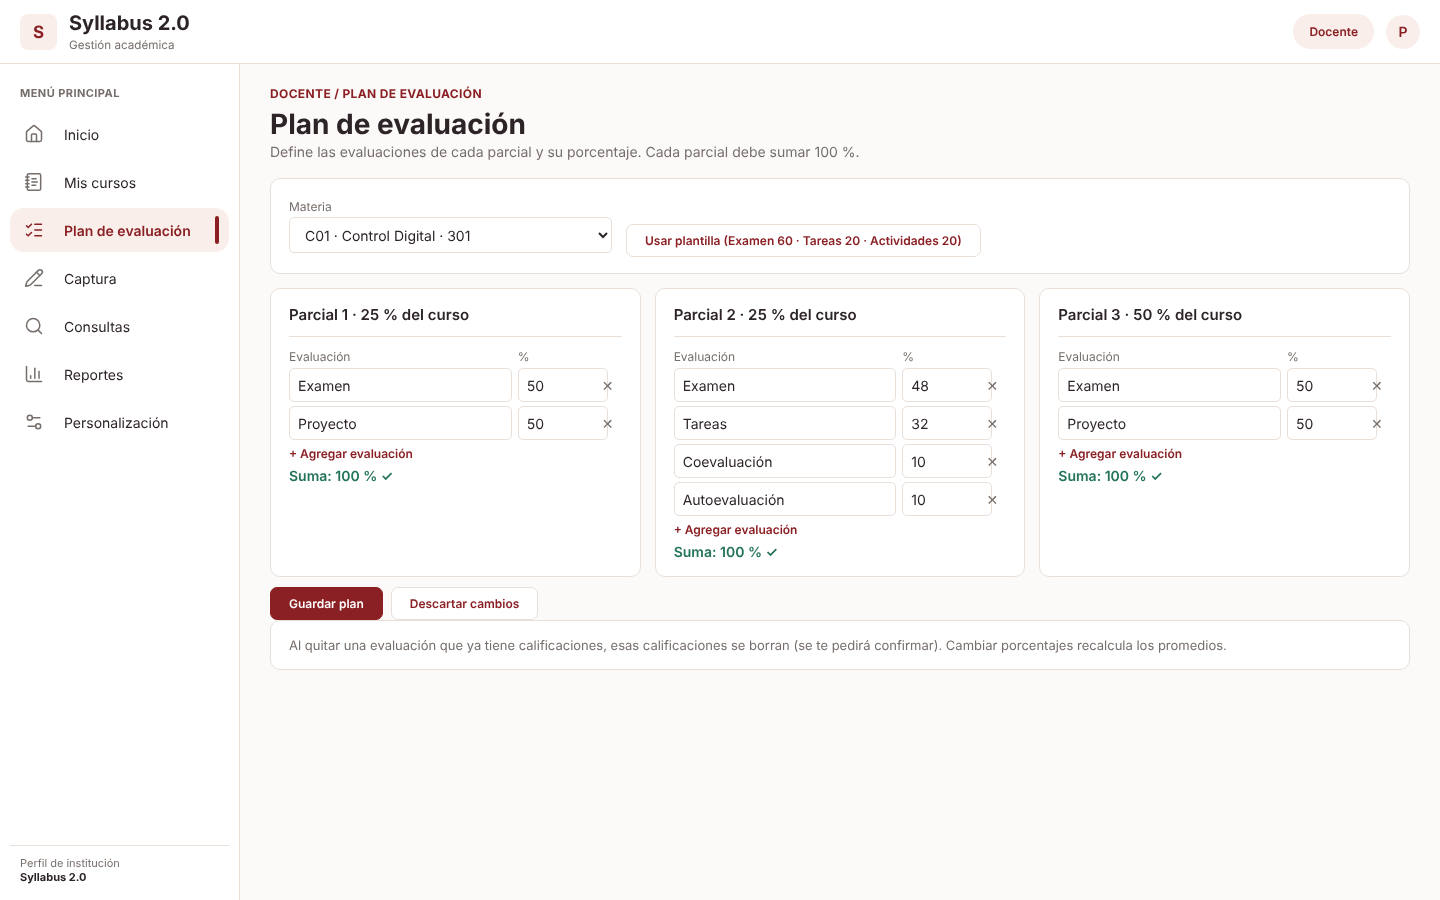 S
Syllabus 2.0
Gestión académica
Docente
P
MENÚ PRINCIPAL
Inicio
Mis cursos
Plan de evaluación
Captura
Consultas
Reportes
Personalización
Perfil de institución
Syllabus 2.0
DOCENTE / PLAN DE EVALUACIÓN
Plan de evaluación
Define las evaluaciones de cada parcial y su porcentaje. Cada parcial debe sumar 100 %.
Materia
C01 · Control Digital · 301
Usar plantilla (Examen 60 · Tareas 20 · Actividades 20)
Parcial 1 · 25 % del curso
Evaluación %
Examen 50 ×
Proyecto 50 ×
+ Agregar evaluación
Suma: 100 % ✓
Parcial 2 · 25 % del curso
Evaluación %
Examen 48 ×
Tareas 32 ×
Coevaluación 10 ×
Autoevaluación 10 ×
+ Agregar evaluación
Suma: 100 % ✓
Parcial 3 · 50 % del curso
Evaluación %
Examen 50 ×
Proyecto 50 ×
+ Agregar evaluación
Suma: 100 % ✓
Guardar plan
Descartar cambios
Al quitar una evaluación que ya tiene calificaciones, esas calificaciones se borran (se te pedirá confirmar). Cambiar porcentajes recalcula los promedios.